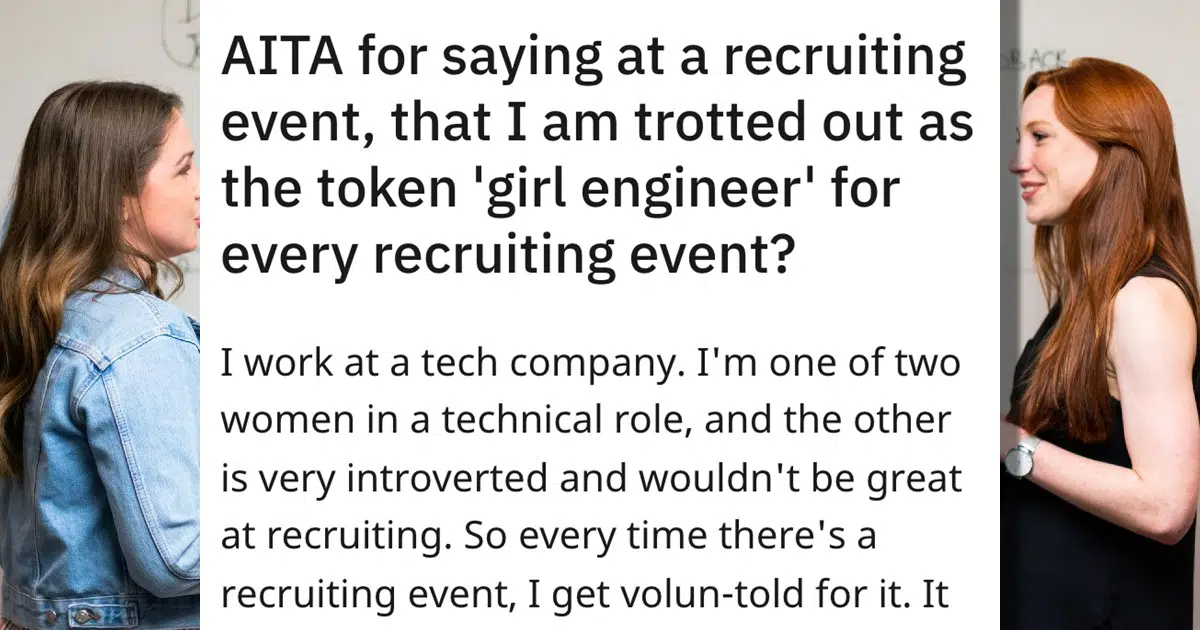 AITA for saying at a recruiting
event, that I am trotted out as
the token 'girl engineer' for
every recruiting event?
I work at a tech company. I'm one of two
women in a technical role, and the other
is very introverted and wouldn't be great
at recruiting. So every time there's a
recruiting event, I get volun-told for it. It